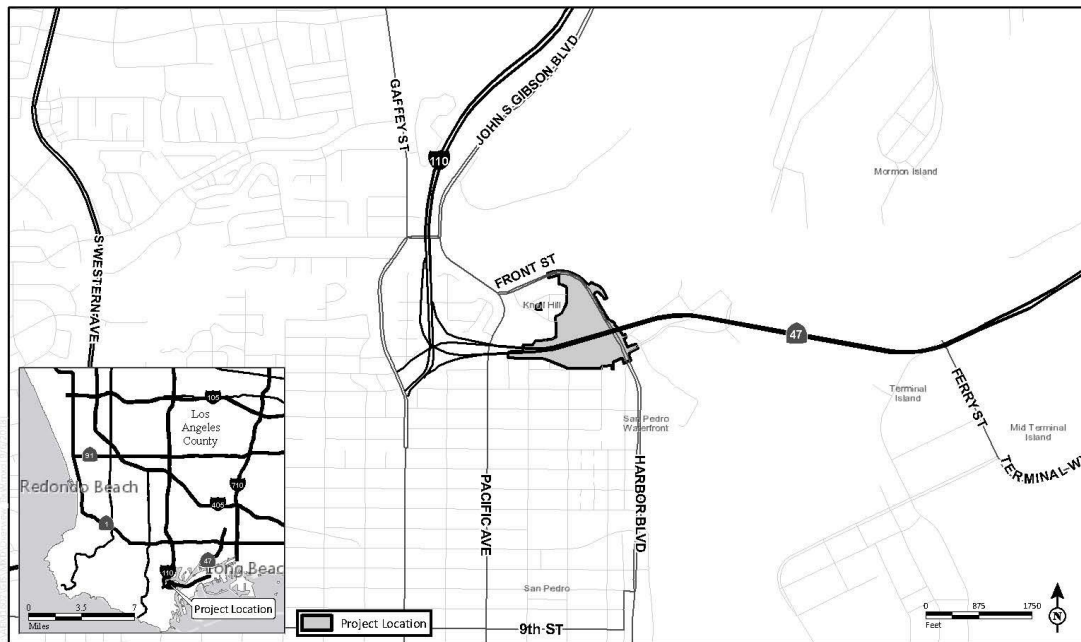 GAFFEY ST
JOHN S GIBSON BLVD
110
Mormon Island
S WESTERN AVE
FRONT ST
Knoll Hill
47
Terminal
Island
FERRY ST
Mid Terminal
Island
TERMINAL W
San Pedro
Waterfront
PACIFIC AVE
HARBOR BLVD
San Pedro
9th ST
105
Los
Angeles
County
91
Redondo Beach
710
405
1
47
110
Long Beac
Project Location
0 3.5 7
Miles
Project Location
0 875 1750
Feet
N